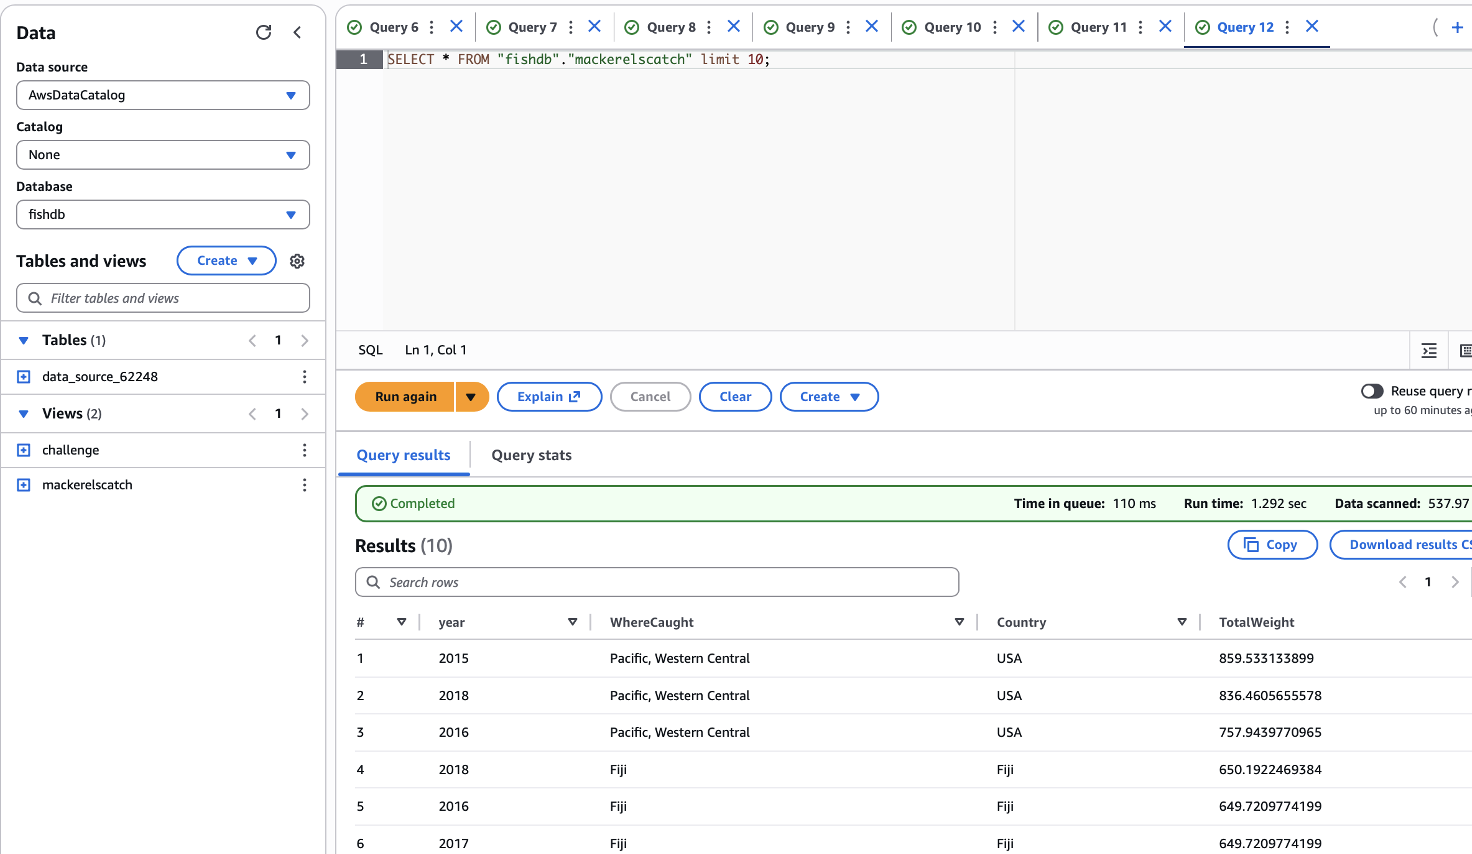 Data
Data source
AwsDataCatalog
Catalog
None
Database
fishdb
Tables and views
Create
Filter tables and views
Tables (1)
1
data_source_62248
Views (2)
1
challenge
mackerelscatch
Query 6
Query 7
Query 8
Query 9
Query 10
Query 11
Query 12
1 SELECT * FROM "fishdb"."mackerelscatch" limit 10;
SQL Ln 1, Col 1
Run again
Explain
Cancel
Clear
Create
Reuse query r
up to 60 minutes ag
Query results
Query stats
Completed
Time in queue: 110 ms Run time: 1.292 sec Data scanned: 537.97
Results (10)
Copy
Download results CS
Search rows
1
# year WhereCaught Country TotalWeight
1 2015 Pacific, Western Central USA 859.533133899
2 2018 Pacific, Western Central USA 836.4605655578
3 2016 Pacific, Western Central USA 757.9439770965
4 2018 Fiji Fiji 650.1922469384
5 2016 Fiji Fiji 649.7209774199
6 2017 Fiji Fiji 649.7209774199